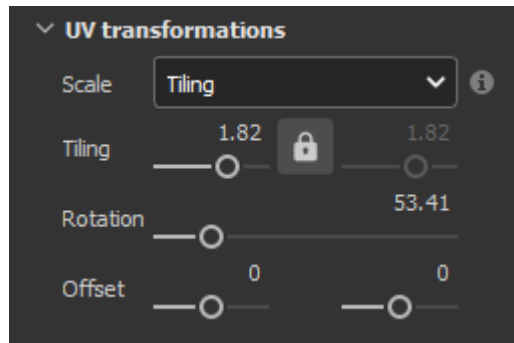 UV transformations
Scale Tiling
Tiling 1.82 1.82
Rotation 53.41
Offset 0 0